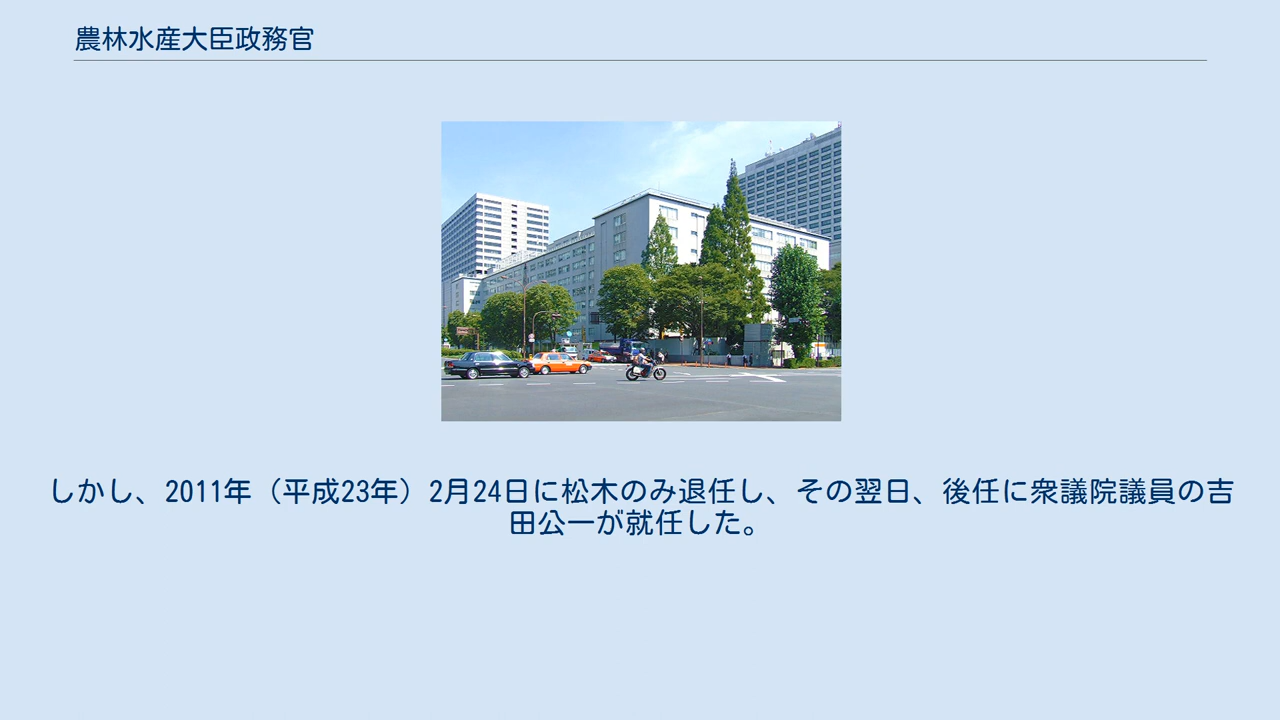 農林水産大臣政務官
しかし、2011年（平成23年）2月24日に松木のみ退任し、その翌日、後任に衆議院議員の吉
田公一が就任した。